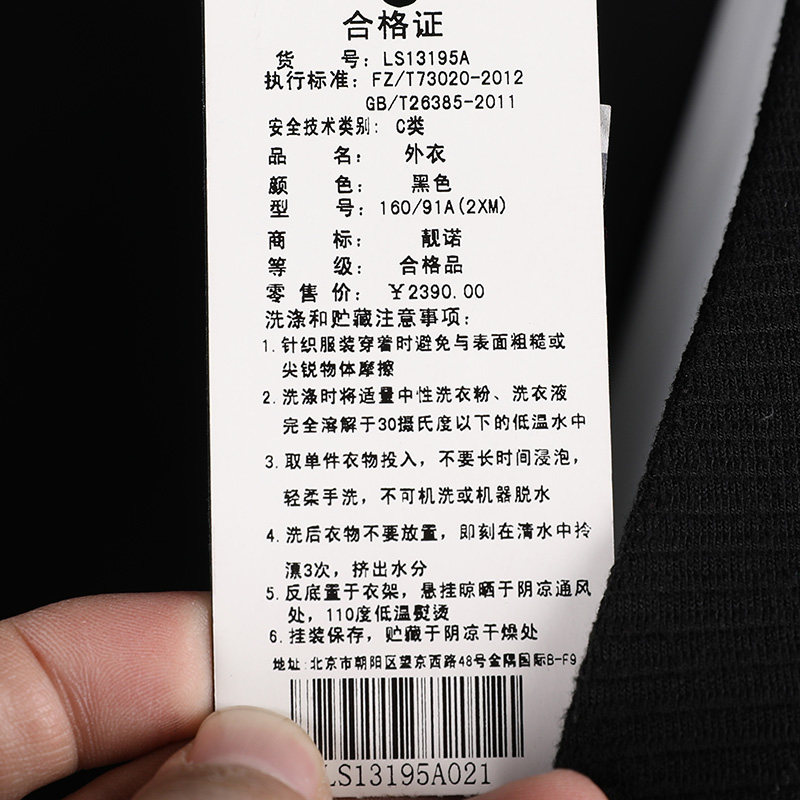 合格证
货 号: LS13195A
执行标准: FZ/T73020-2012
GB/T26385-2011
安全技术类别: C类
品 名: 外衣
颜 色: 黑色
型 号: 160/91A(2XM)
商 标: 靓诺
等 级: 合格品
零 售 价: ￥2390.00
洗涤和贮藏注意事项:
1. 针织服装穿着时避免与表面粗糙或
尖锐物体摩擦
2. 洗涤时将适量中性洗衣粉、洗衣液
完全溶解于30摄氏度以下的低温水中
3. 取单件衣物投入，不要长时间浸泡，
轻柔手洗，不可机洗或机器脱水
4. 洗后衣物不要放置，即刻在清水中拎
漂3次，挤出水分
5. 反底置于衣架，悬挂晾晒于阴凉通风
处，110度低温熨烫
6. 挂装保存，贮藏于阴凉干燥处
地址:北京市朝阳区望京西路48号金隅国际B-F9
LS13195A021